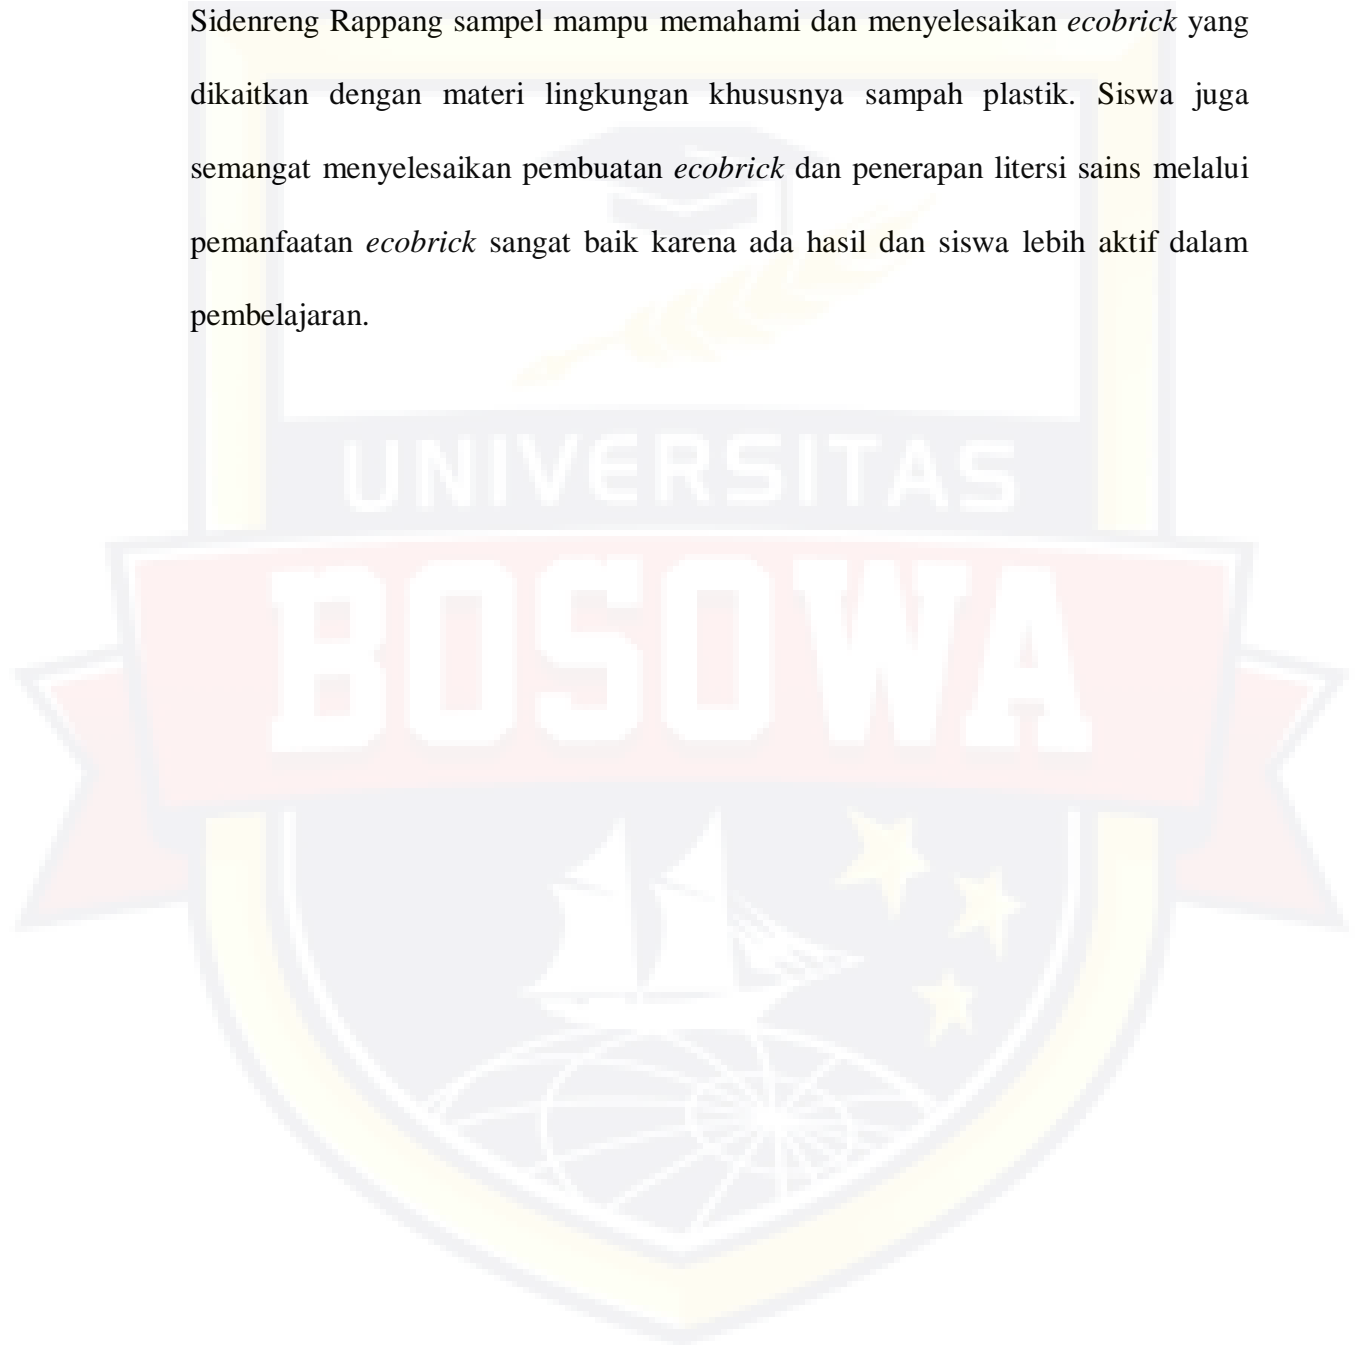 Sidenreng Rappang sampel mampu memahami dan menyelesaikan ecobrick yang
dikaitkan dengan materi lingkungan khususnya sampah plastik. Siswa juga
semangat menyelesaikan pembuatan ecobrick dan penerapan litersi sains melalui
pemanfaatan ecobrick sangat baik karena ada hasil dan siswa lebih aktif dalam
pembelajaran.
UNIVERSITAS
BOSOWA